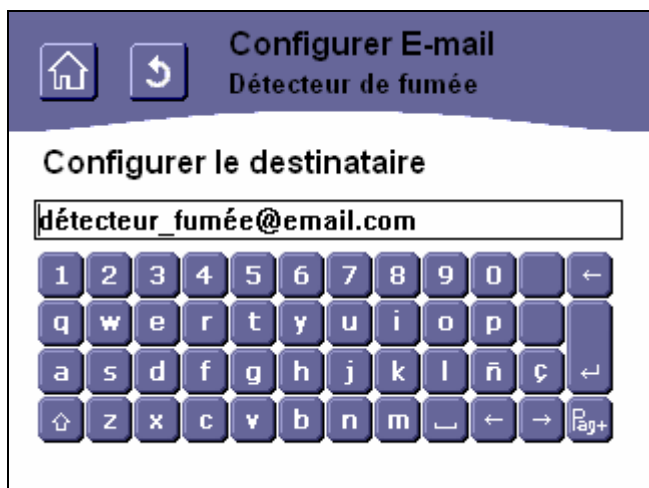 Configurer E-mail
Détecteur de fumée
Configurer le destinataire
détecteur_fumée@email.com
1 2 3 4 5 6 7 8 9 0 ←
q w e r t y u i o p
a s d f g h j k l ñ ç ↵
⇧ z x c v b n m ⎵ ← → Pág+